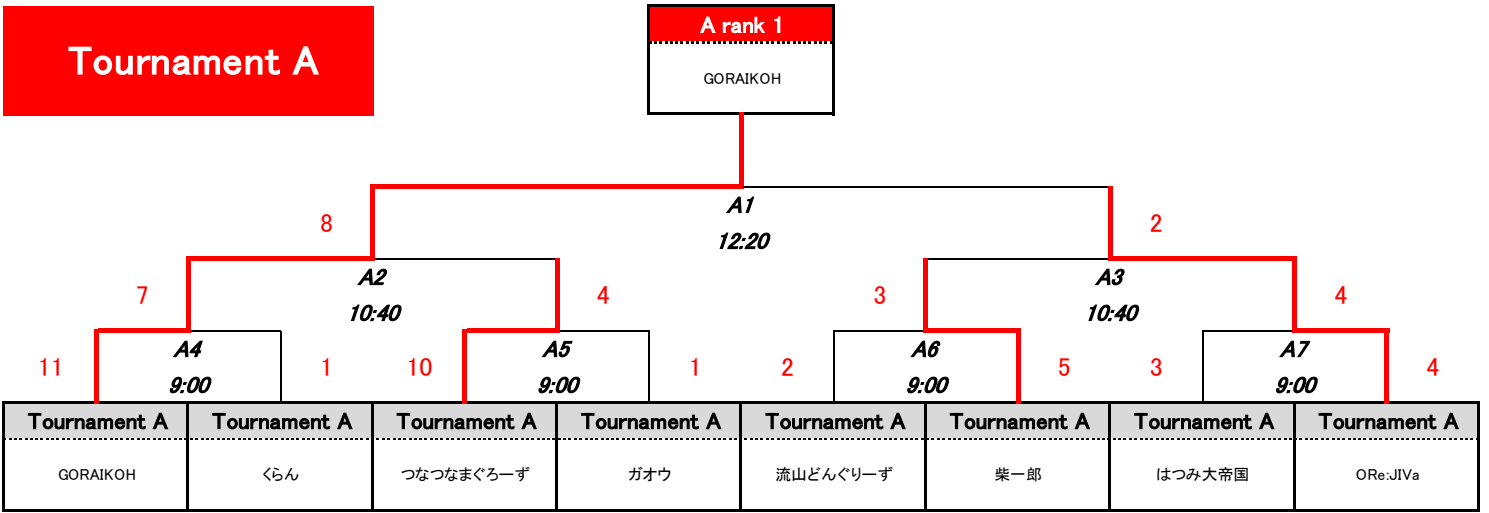 Tournament A
A rank 1
GORAIKOH
A1
8 2
12:20
A2 A3
7 4 3 4
10:40 10:40
A4 A5 A6 A7
11 1 10 1 2 5 3 4
9:00 9:00 9:00 9:00
Tournament A Tournament A Tournament A Tournament A Tournament A Tournament A Tournament A Tournament A
GORAIKOH くらん つなつなまぐろーず ガオウ 流山どんぐりーず 柴一郎 はつみ大帝国 ORe:JIVa